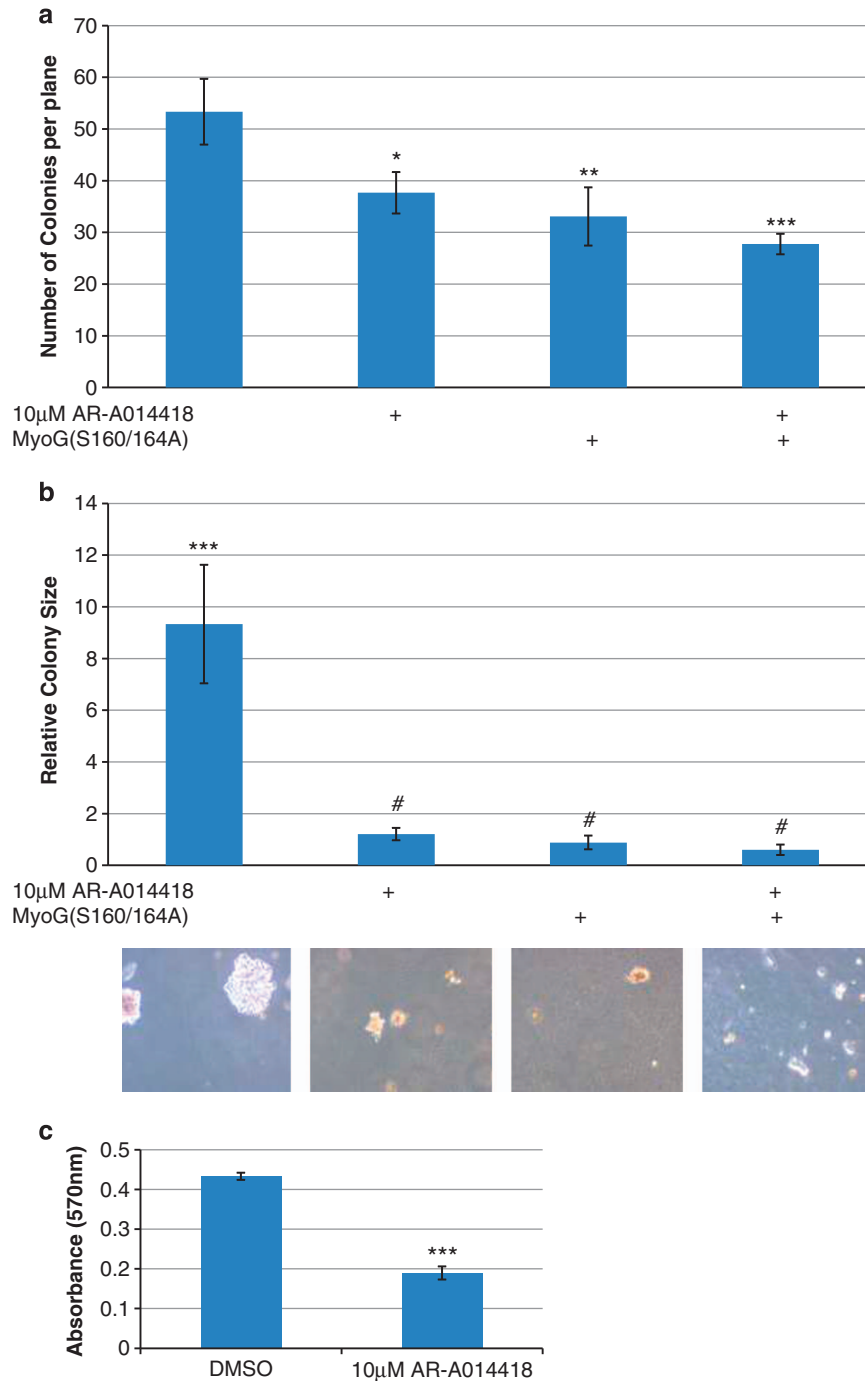 a
Number of Colonies per plane
70
60
50
40
30
20
10
0
*
**
***
10μM AR-A014418 + +
MyoG(S160/164A) + +
b
Relative Colony Size
14
12
10
8
6
4
2
0
***
#
#
#
10μM AR-A014418 + +
MyoG(S160/164A) + +
c
Absorbance (570nm)
0.5
0.4
0.3
0.2
0.1
0
***
DMSO 10μM AR-A014418